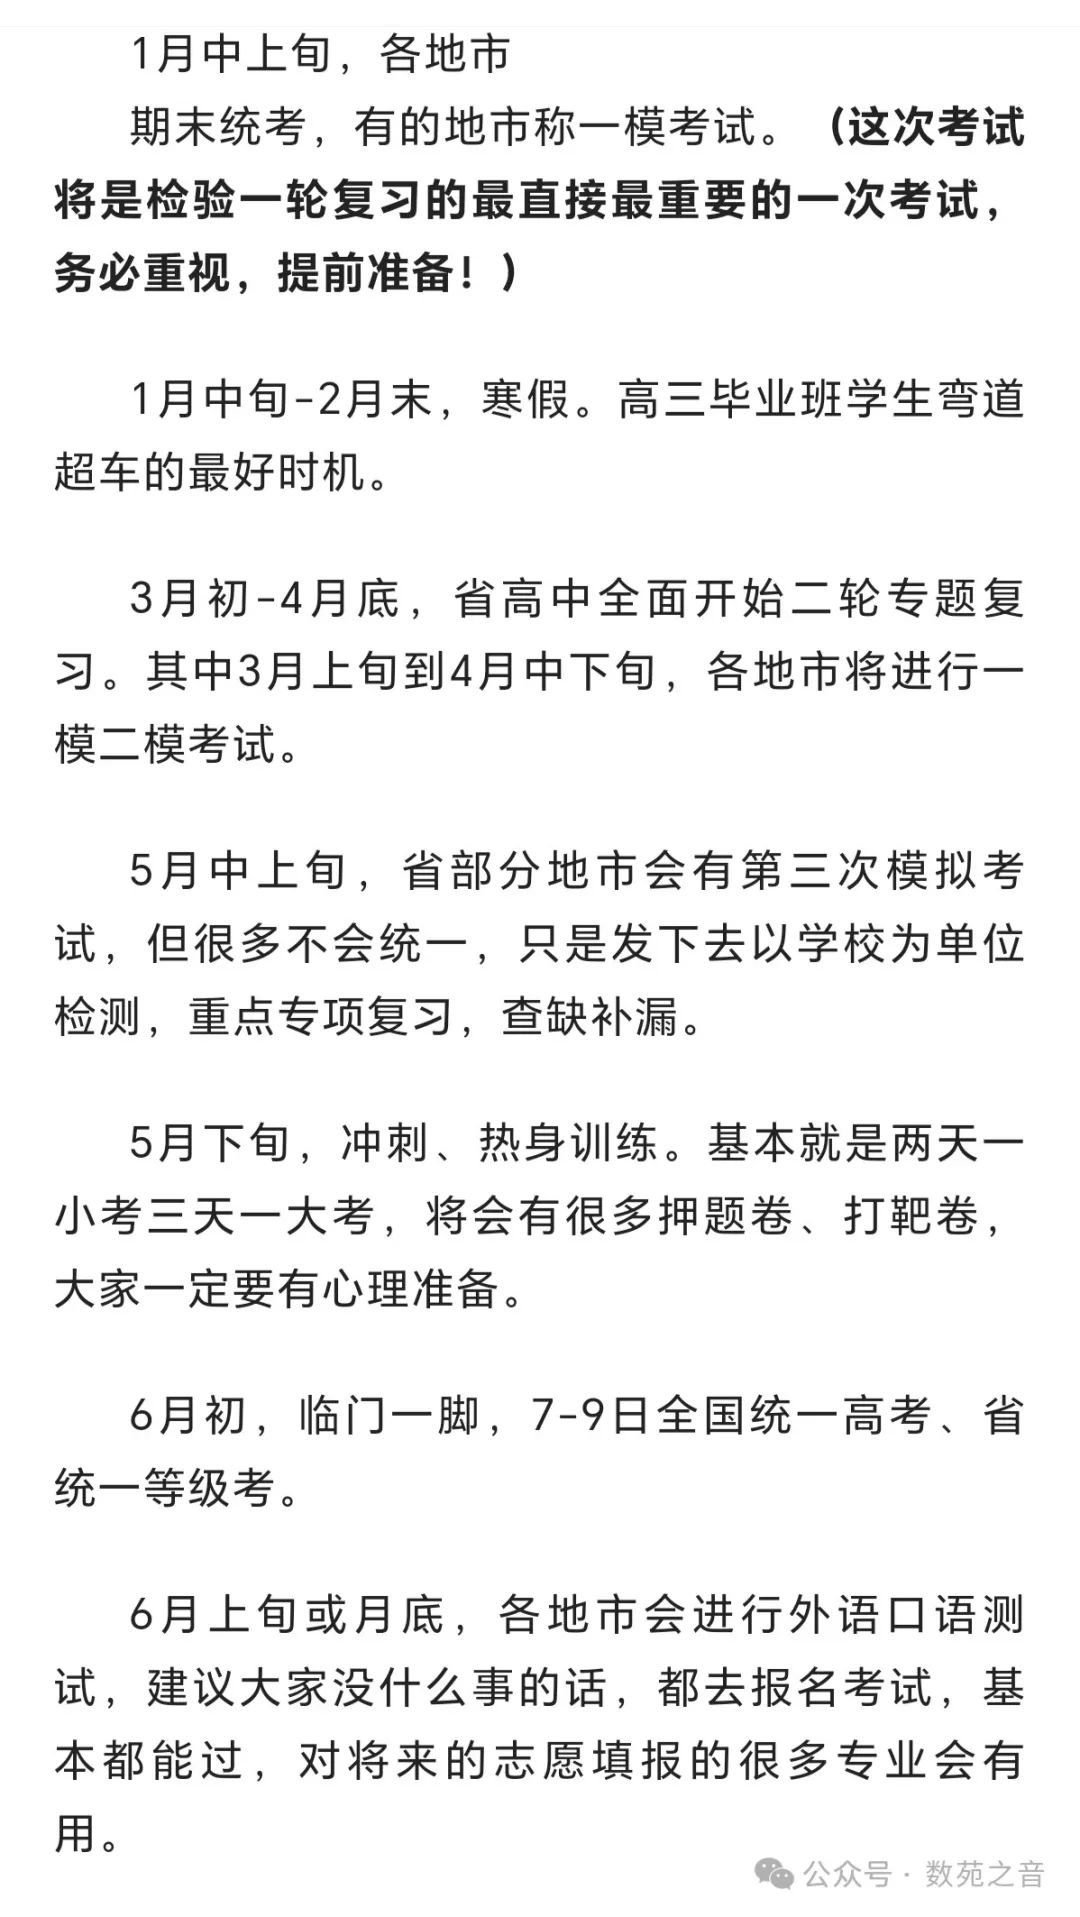 1月中上旬，各地市
期末统考，有的地市称一模考试。（这次考试
将是检验一轮复习的最直接最重要的一次考试，
务必重视，提前准备！）
1月中旬-2月末，寒假。高三毕业班学生弯道
超车的最好时机。
3月初-4月底，省高中全面开始二轮专题复
习。其中3月上旬到4月中下旬，各地市将进行一
模二模考试。
5月中上旬，省部分地市会有第三次模拟考
试，但很多不会统一，只是发下去以学校为单位
检测，重点专项复习，查缺补漏。
5月下旬，冲刺、热身训练。基本就是两天一
小考三天一大考，将会有很多押题卷、打靶卷，
大家一定要有心理准备。
6月初，临门一脚，7-9日全国统一高考、省
统一等级考。
6月上旬或月底，各地市会进行外语口语测
试，建议大家没什么事的话，都去报名考试，基
本都能过，对将来的志愿填报的很多专业会有
用。
公众号 · 数苑之音